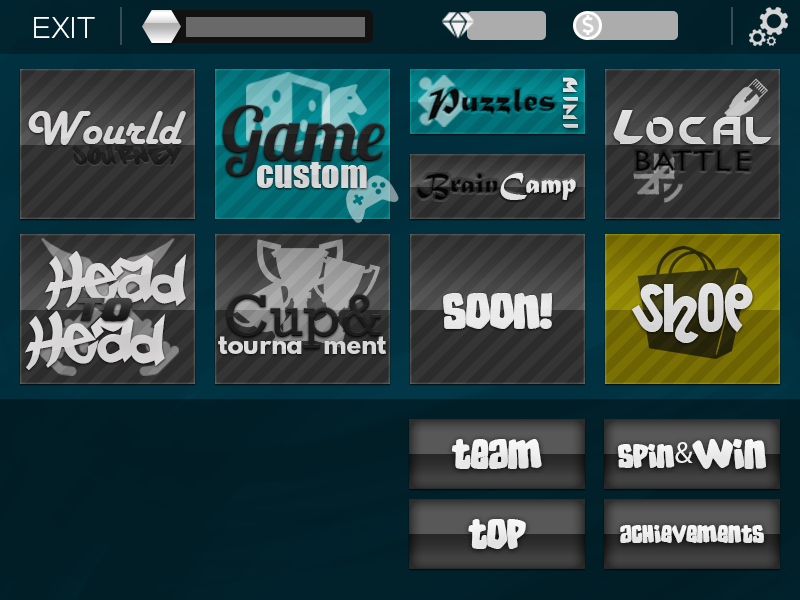 EXIT
$
Wourld
JOURNEY
Game
custom
Puzzles
MINI
Brain Camp
LOCAL
BATTLE
Head
TO
Head
Cup&
tourna ment
SOON!
Shop
team
spin&Win
top
achievements